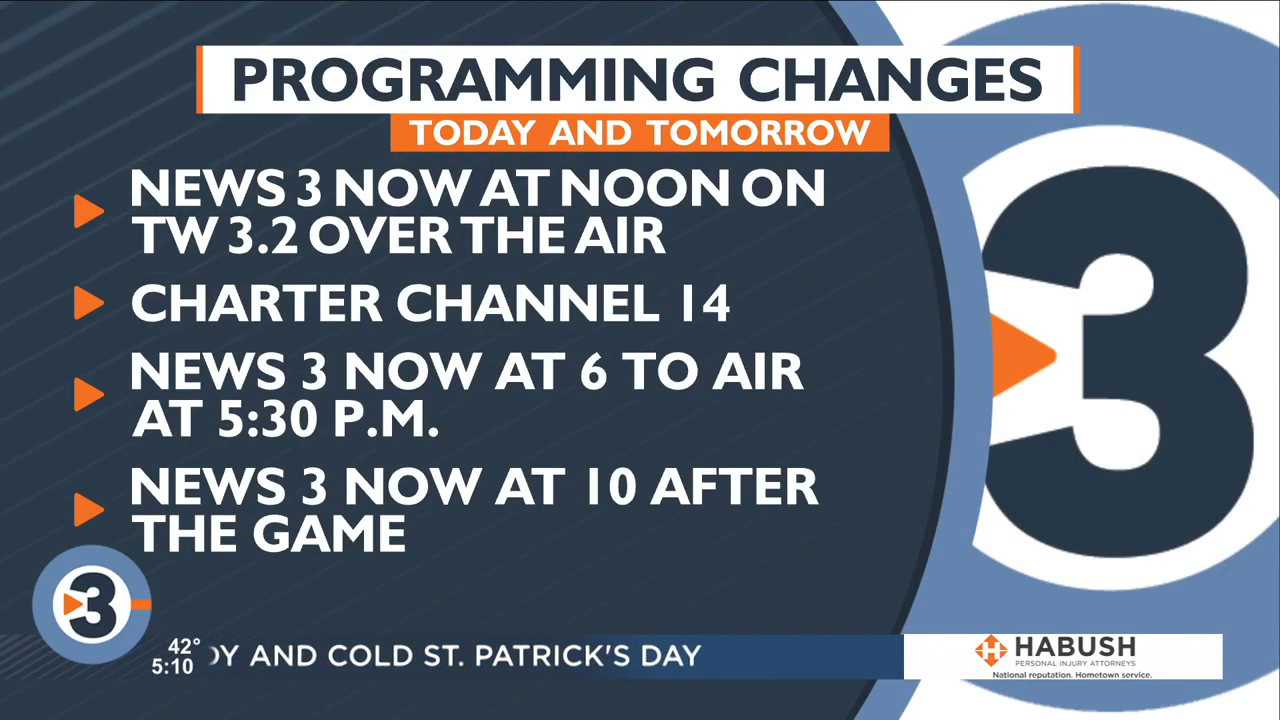 PROGRAMMING CHANGES
TODAY AND TOMORROW
NEWS 3 NOW AT NOON ON
TW 3.2 OVER THE AIR
CHARTER CHANNEL 14
NEWS 3 NOW AT 6 TO AIR
AT 5:30 P.M.
NEWS 3 NOW AT 10 AFTER
THE GAME
3
3
42°
5:10
AND COLD ST. PATRICK'S DAY
HABUSH
PERSONAL INJURY ATTORNEYS
National reputation. Hometown service.